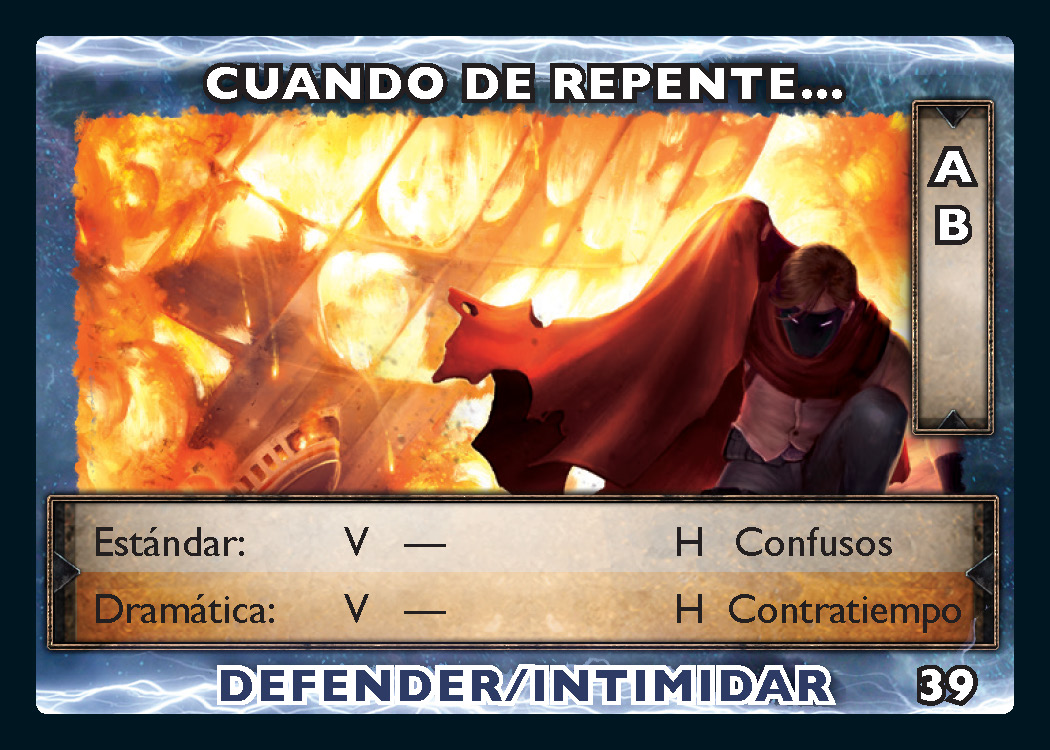 CUANDO DE REPENTE...
A
B
Estándar: V — H Confusos
Dramática: V — H Contratiempo
DEFENDER/INTIMIDAR 39